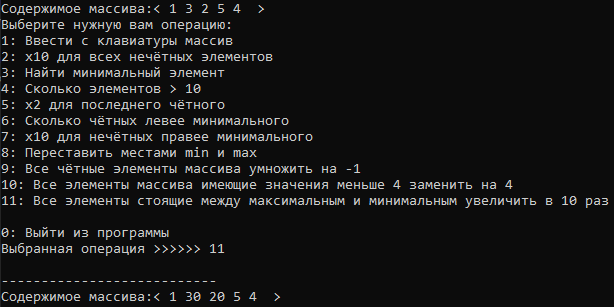 Содержимое массива:< 1 3 2 5 4  >
Выберите нужную вам операцию:
1: Ввести с клавиатуры массив
2: x10 для всех нечётных элементов
3: Найти минимальный элемент
4: Сколько элементов > 10
5: x2 для последнего чётного
6: Сколько чётных левее минимального
7: x10 для нечётных правее минимального
8: Переставить местами min и max
9: Все чётные элементы массива умножить на -1
10: Все элементы массива имеющие значения меньше 4 заменить на 4
11: Все элементы стоящие между максимальным и минимальным увеличить в 10 раз
0: Выйти из программы
Выбранная операция >>>>>> 11
---------------------------
Содержимое массива:< 1 30 20 5 4  >